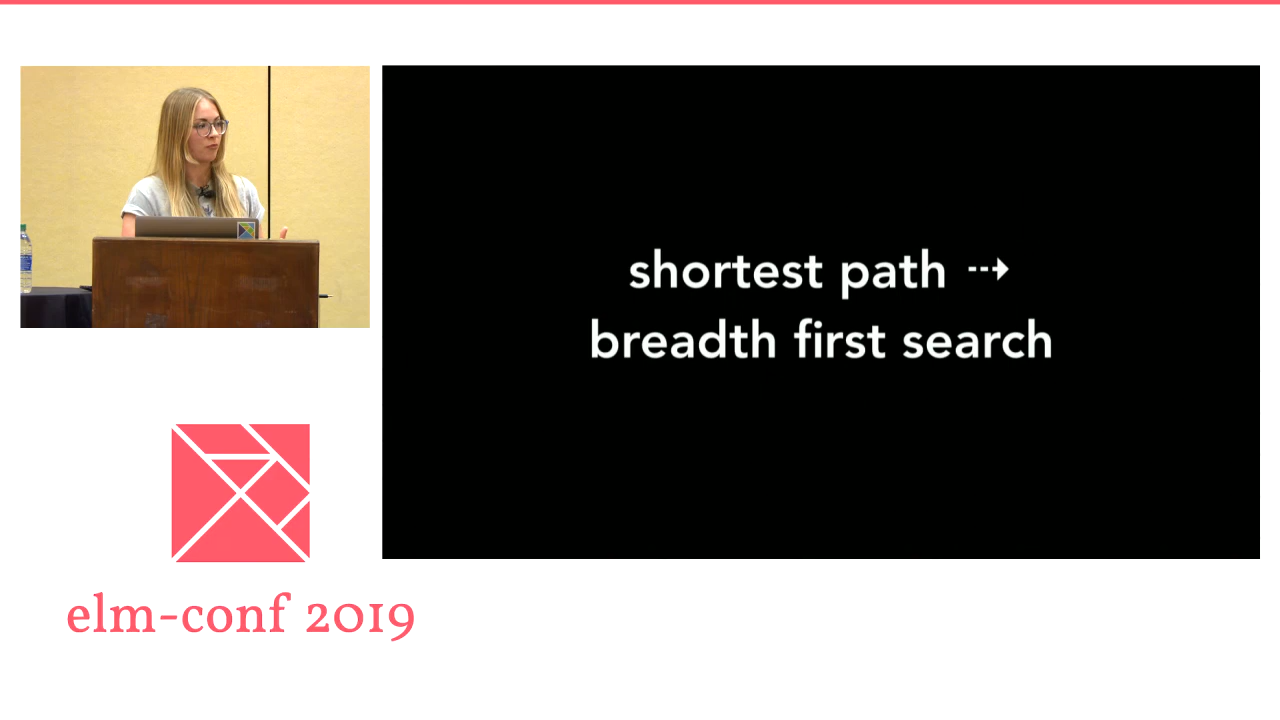 shortest path ⇢
breadth first search
elm-conf 2019